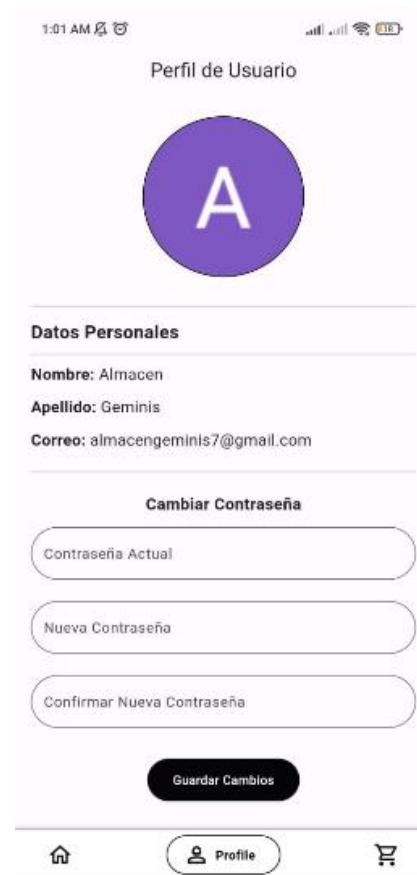 1:01 AM
Perfil de Usuario
A
Datos Personales
Nombre: Almacen
Apellido: Geminis
Correo: almacengeminis7@gmail.com
Cambiar Contraseña
Contraseña Actual
Nueva Contraseña
Confirmar Nueva Contraseña
Guardar Cambios
Profile